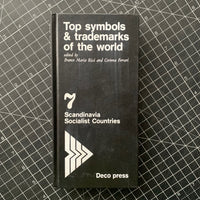 Top symbols
& trademarks
of the world
edited by
Franco Maria Ricci and Corinna Ferrari
7
Scandinavia
Socialist Countries
Deco press